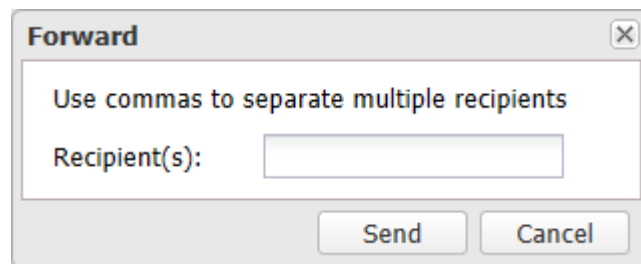 Forward
Use commas to separate multiple recipients
Recipient(s):
Send Cancel